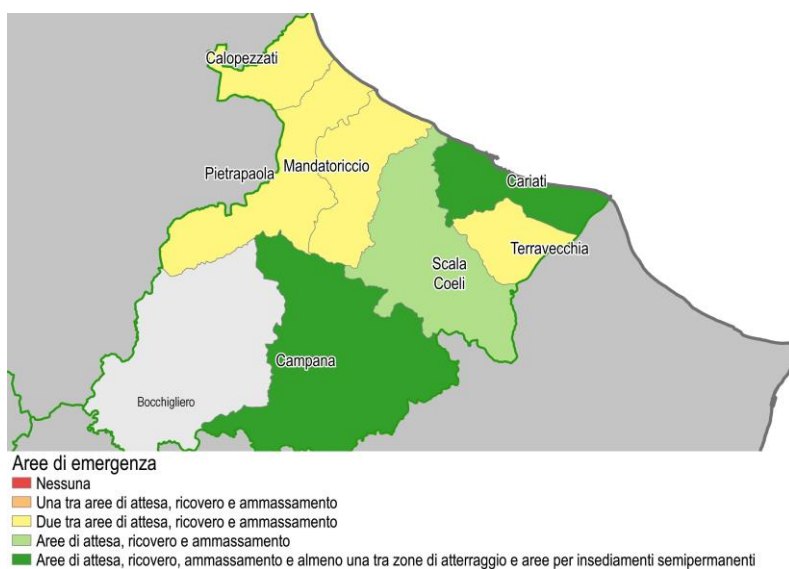 Calopezzati
Pietrapaola
Mandatoriccio
Cariati
Terravecchia
Scala
Coeli
Campana
Bocchigliero
Aree di emergenza
Nessuna
Una tra aree di attesa, ricovero e ammassamento
Due tra aree di attesa, ricovero e ammassamento
Aree di attesa, ricovero e ammassamento
Aree di attesa, ricovero, ammassamento e almeno una tra zone di atterraggio e aree per insediamenti semipermanenti